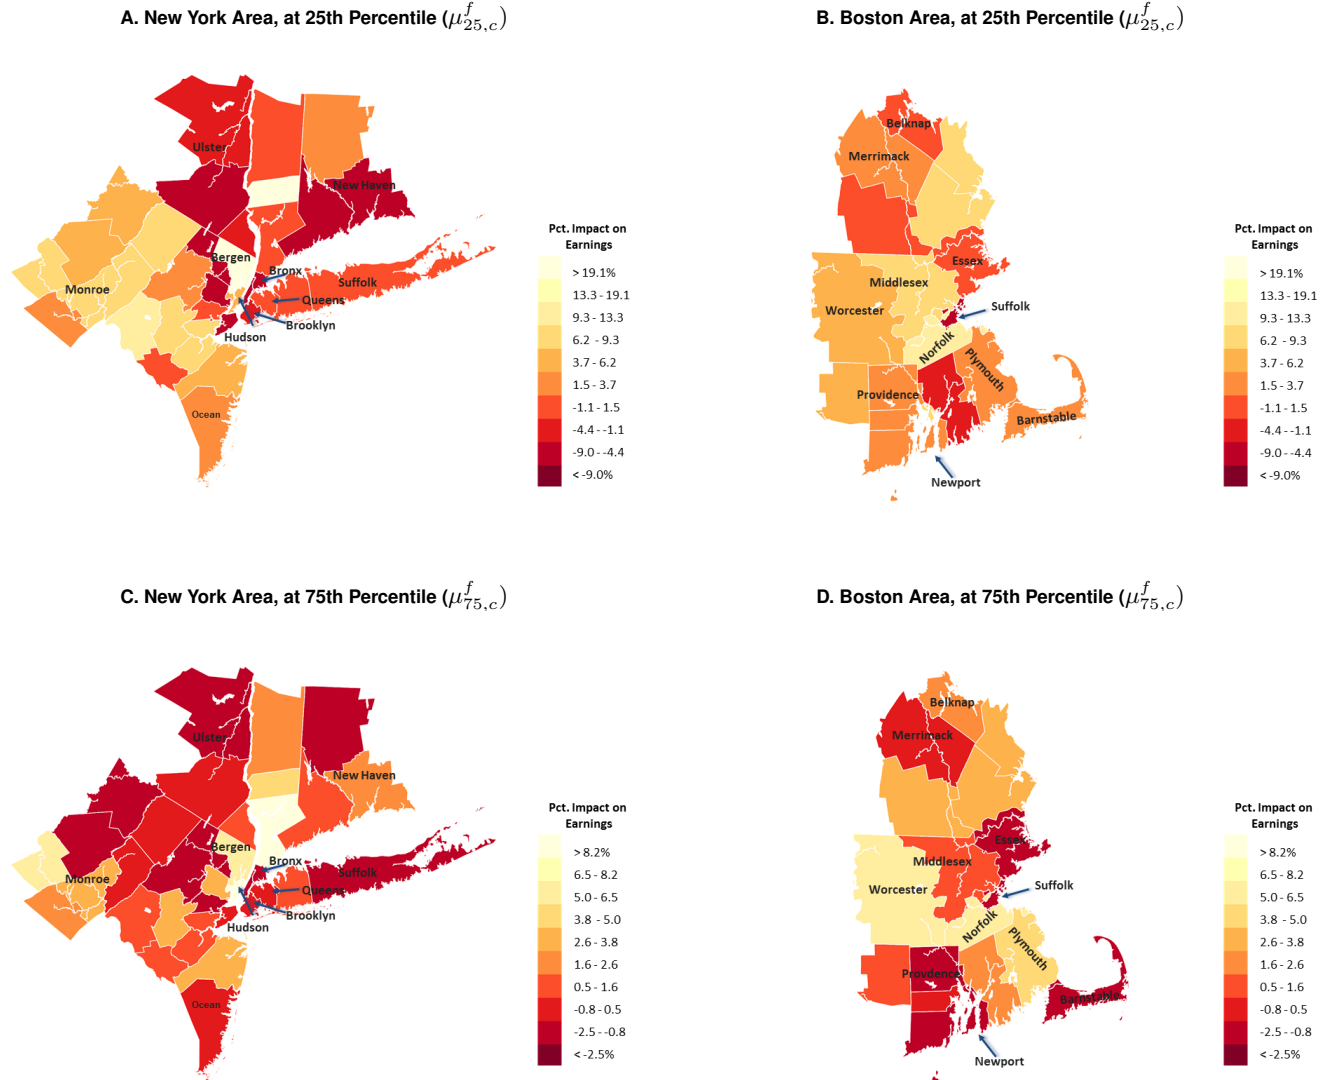 A. New York Area, at 25th Percentile (μ^f_{25,c})
Ulster
New Haven
Bergen
Bronx
Suffolk
Monroe
Queens
Brooklyn
Hudson
Ocean
Pct. Impact on
Earnings
> 19.1%
13.3 - 19.1
9.3 - 13.3
6.2 - 9.3
3.7 - 6.2
1.5 - 3.7
-1.1 - 1.5
-4.4 - -1.1
-9.0 - -4.4
< -9.0%
B. Boston Area, at 25th Percentile (μ^f_{25,c})
Belknap
Merrimack
Essex
Middlesex
Suffolk
Worcester
Norfolk
Plymouth
Providence
Barnstable
Newport
Pct. Impact on
Earnings
> 19.1%
13.3 - 19.1
9.3 - 13.3
6.2 - 9.3
3.7 - 6.2
1.5 - 3.7
-1.1 - 1.5
-4.4 - -1.1
-9.0 - -4.4
< -9.0%
C. New York Area, at 75th Percentile (μ^f_{75,c})
Ulster
New Haven
Bergen
Bronx
Suffolk
Monroe
Queens
Brooklyn
Hudson
Ocean
Pct. Impact on
Earnings
> 8.2%
6.5 - 8.2
5.0 - 6.5
3.8 - 5.0
2.6 - 3.8
1.6 - 2.6
0.5 - 1.6
-0.8 - 0.5
-2.5 - -0.8
< -2.5%
D. Boston Area, at 75th Percentile (μ^f_{75,c})
Belknap
Merrimack
Essex
Middlesex
Suffolk
Worcester
Norfolk
Plymouth
Provdence
Barnstable
Newport
Pct. Impact on
Earnings
> 8.2%
6.5 - 8.2
5.0 - 6.5
3.8 - 5.0
2.6 - 3.8
1.6 - 2.6
0.5 - 1.6
-0.8 - 0.5
-2.5 - -0.8
< -2.5%